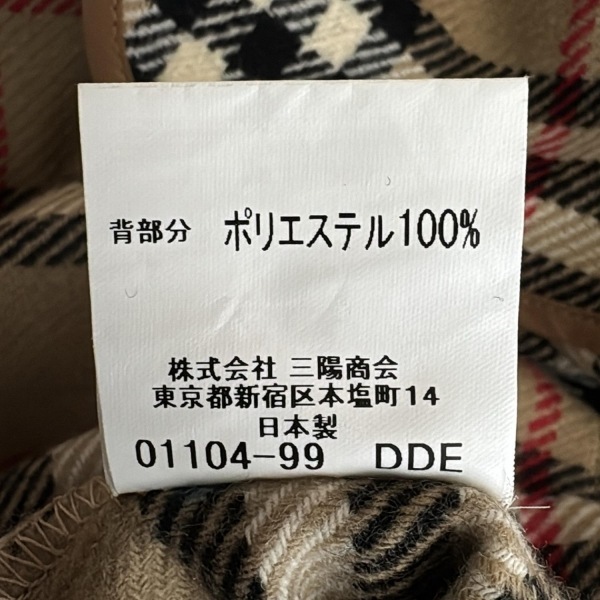 背部分 ポリエステル100%
株式会社 三陽商会
東京都新宿区本塩町14
日本製
01104-99 DDE